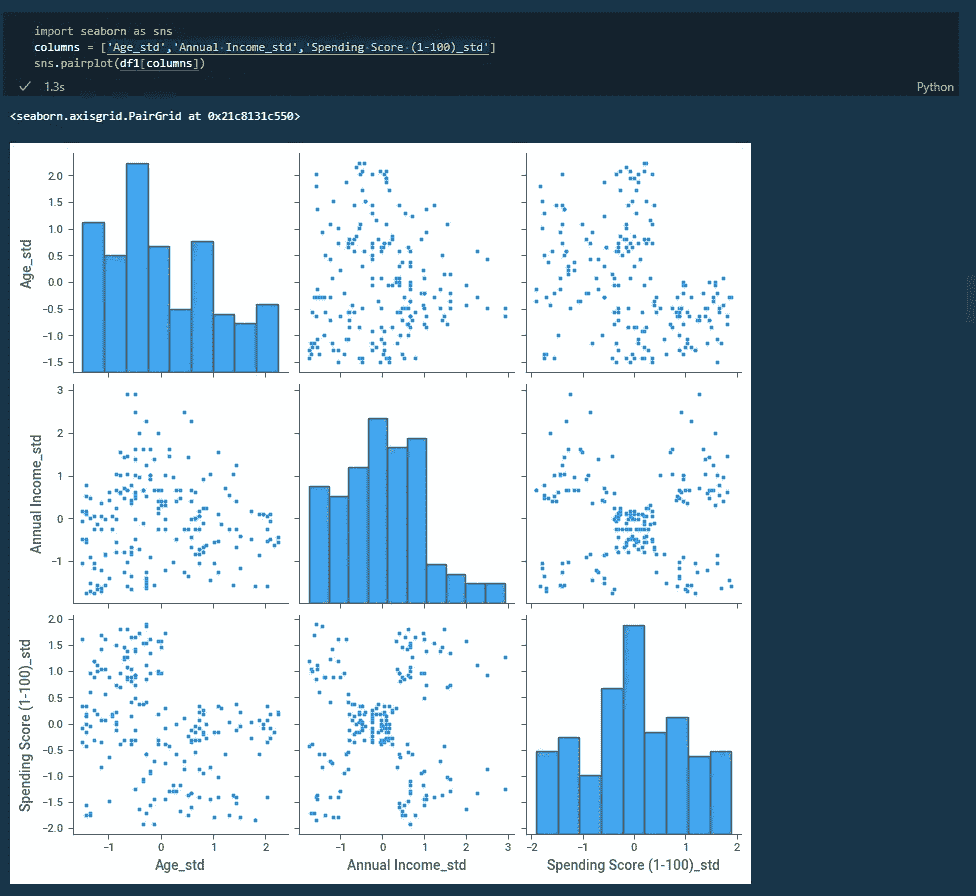 import seaborn as sns
columns = ['Age_std','Annual Income_std','Spending Score (1-100)_std']
sns.pairplot(df1[columns])
1.3s
Python
<seaborn.axisgrid.PairGrid at 0x21c8131c550>
Age_std
2.0
1.5
1.0
0.5
0.0
−0.5
−1.0
−1.5
Annual Income_std
3
2
1
0
−1
Spending Score (1-100)_std
2.0
1.5
1.0
0.5
0.0
−0.5
−1.0
−1.5
−2.0
−1 0 1 2
−1 0 1 2 3
−2 −1 0 1 2
Age_std
Annual Income_std
Spending Score (1-100)_std